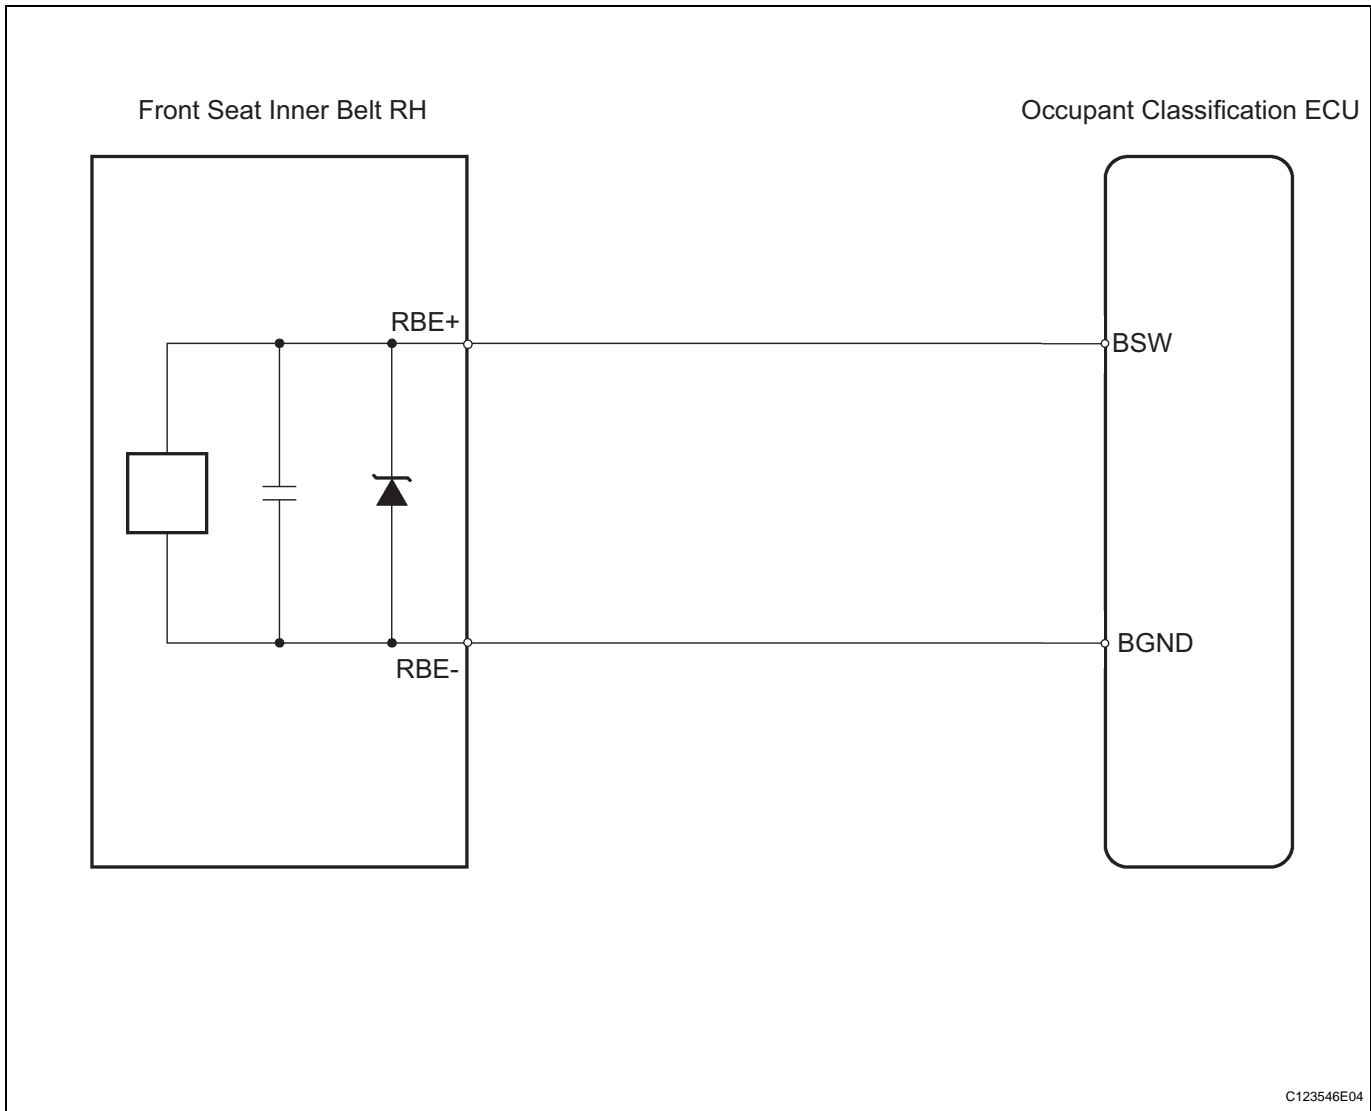 Front Seat Inner Belt RH
Occupant Classification ECU
RBE+
BSW
RBE-
BGND
C123546E04